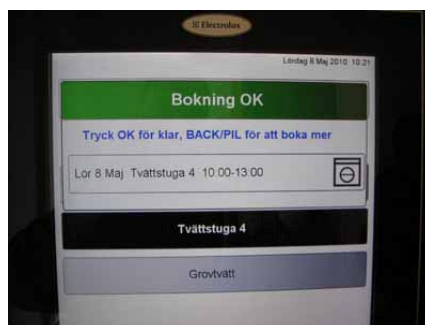 Electrolux
Lördag 8 Maj 2010 10:21
Bokning OK
Tryck OK för klar, BACK/PIL för att boka mer
Lör 8 Maj Tvättstuga 4 10:00-13:00
Tvättstuga 4
Grovtvätt